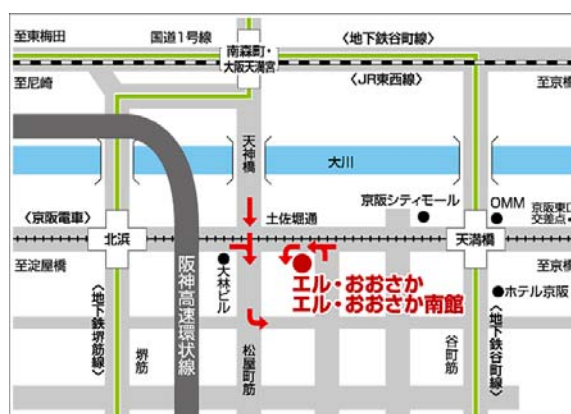 至東梅田
国道1号線
南森町・
大阪天満宮
〈地下鉄谷町線〉
至尼崎
〈JR東西線〉
至京橋
天神橋
大川
〈京阪電車〉
土佐堀通
京阪シティモール
OMM
京阪東口
交差点・
北浜
天満橋
至淀屋橋
大林ビル
エル・おおさか
エル・おおさか南館
至京橋
ホテル京阪
阪神高速環状線
〈地下鉄堺筋線〉
堺筋
松屋町筋
谷町筋
〈地下鉄谷町線〉